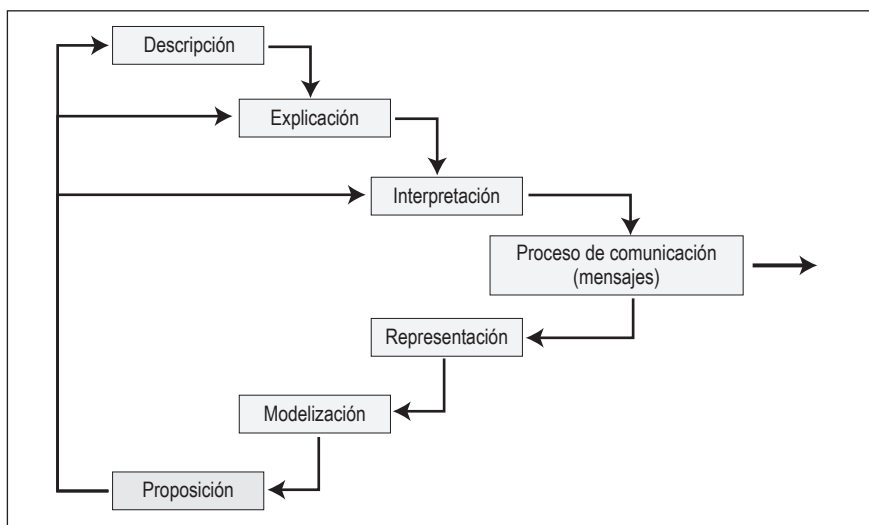 Descripción
Explicación
Interpretación
Proceso de comunicación
(mensajes)
Representación
Modelización
Proposición